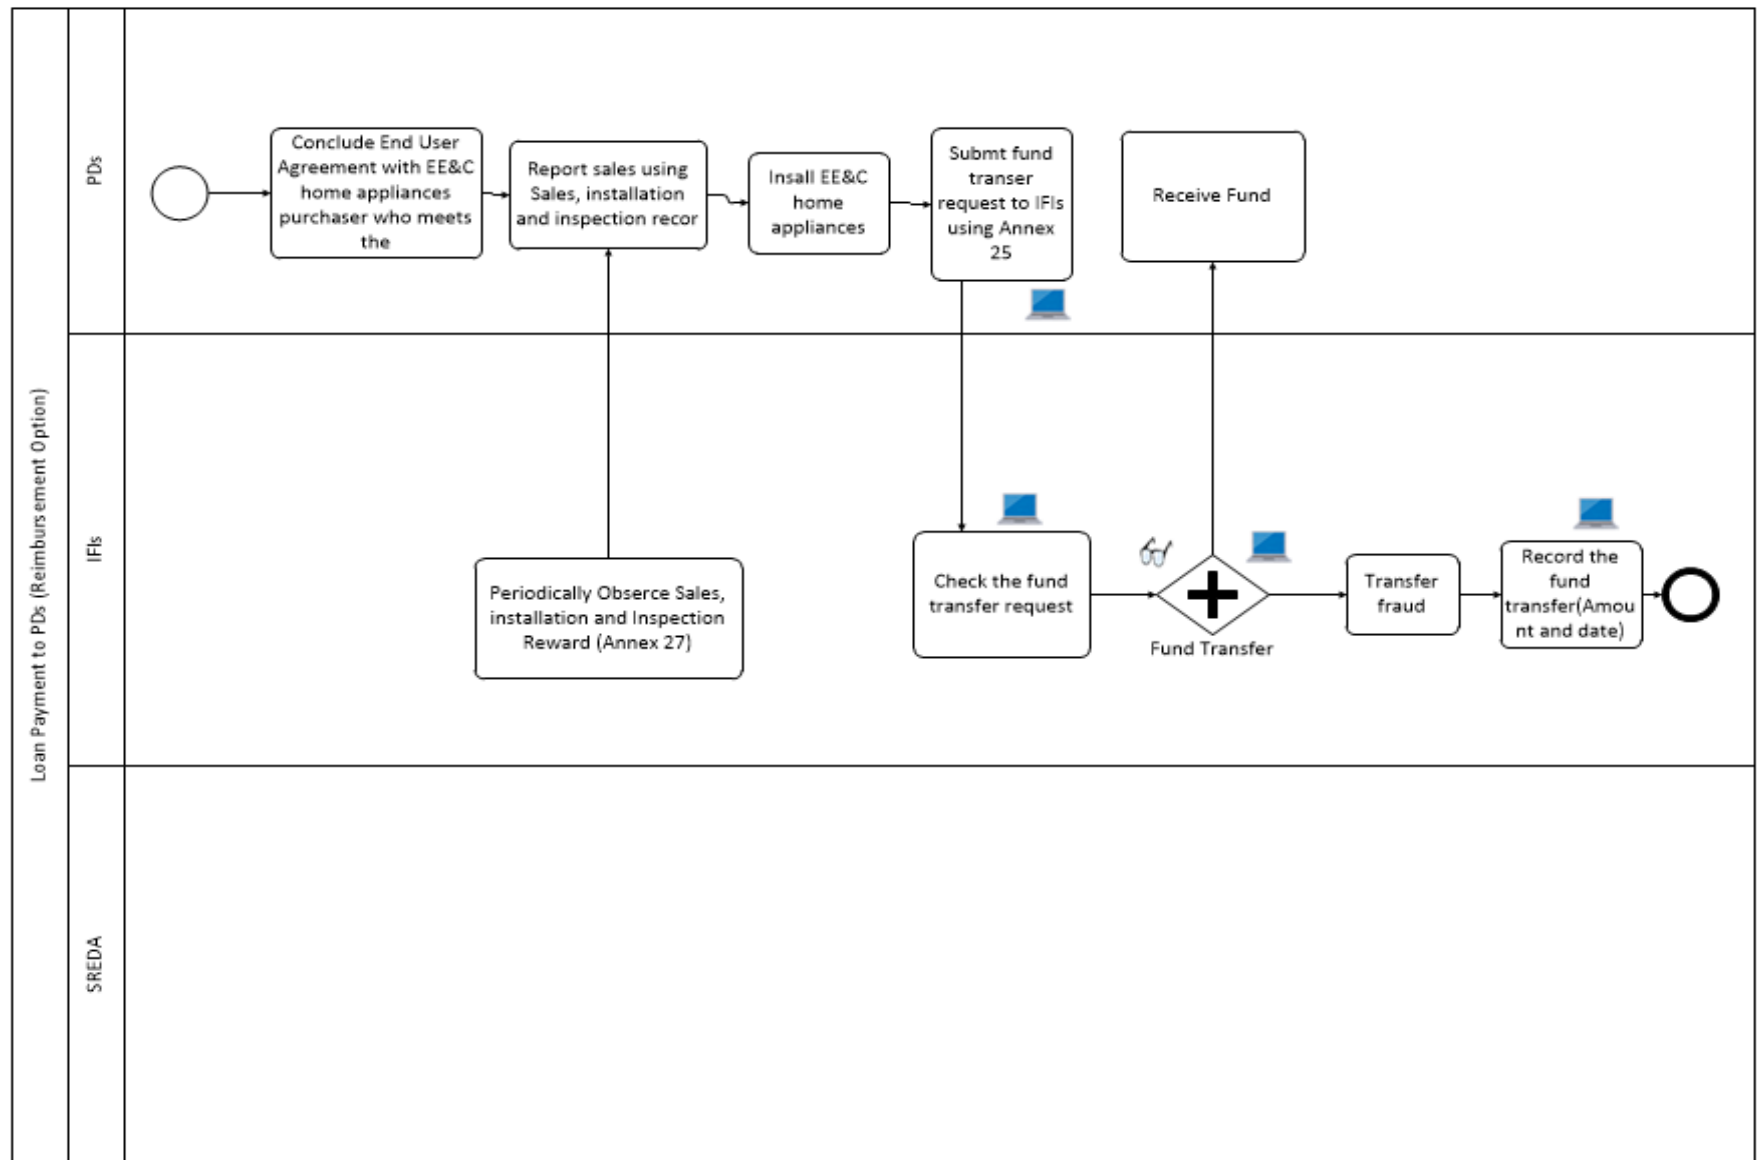 Loan Payment to PDs (Reimbursement Option)
PDs
Conclude End User
Agreement with EE&C
home appliances
purchaser who meets
the
Report sales using
Sales, installation
and inspection recor
Insall EE&C
home
appliances
Submt fund
transer
request to IFIs
using Annex
25
Receive Fund
IFIs
Periodically Obserce Sales,
installation and Inspection
Reward (Annex 27)
Check the fund
transfer request
Fund Transfer
Transfer
fraud
Record the
fund
transfer(Amou
nt and date)
SREDA